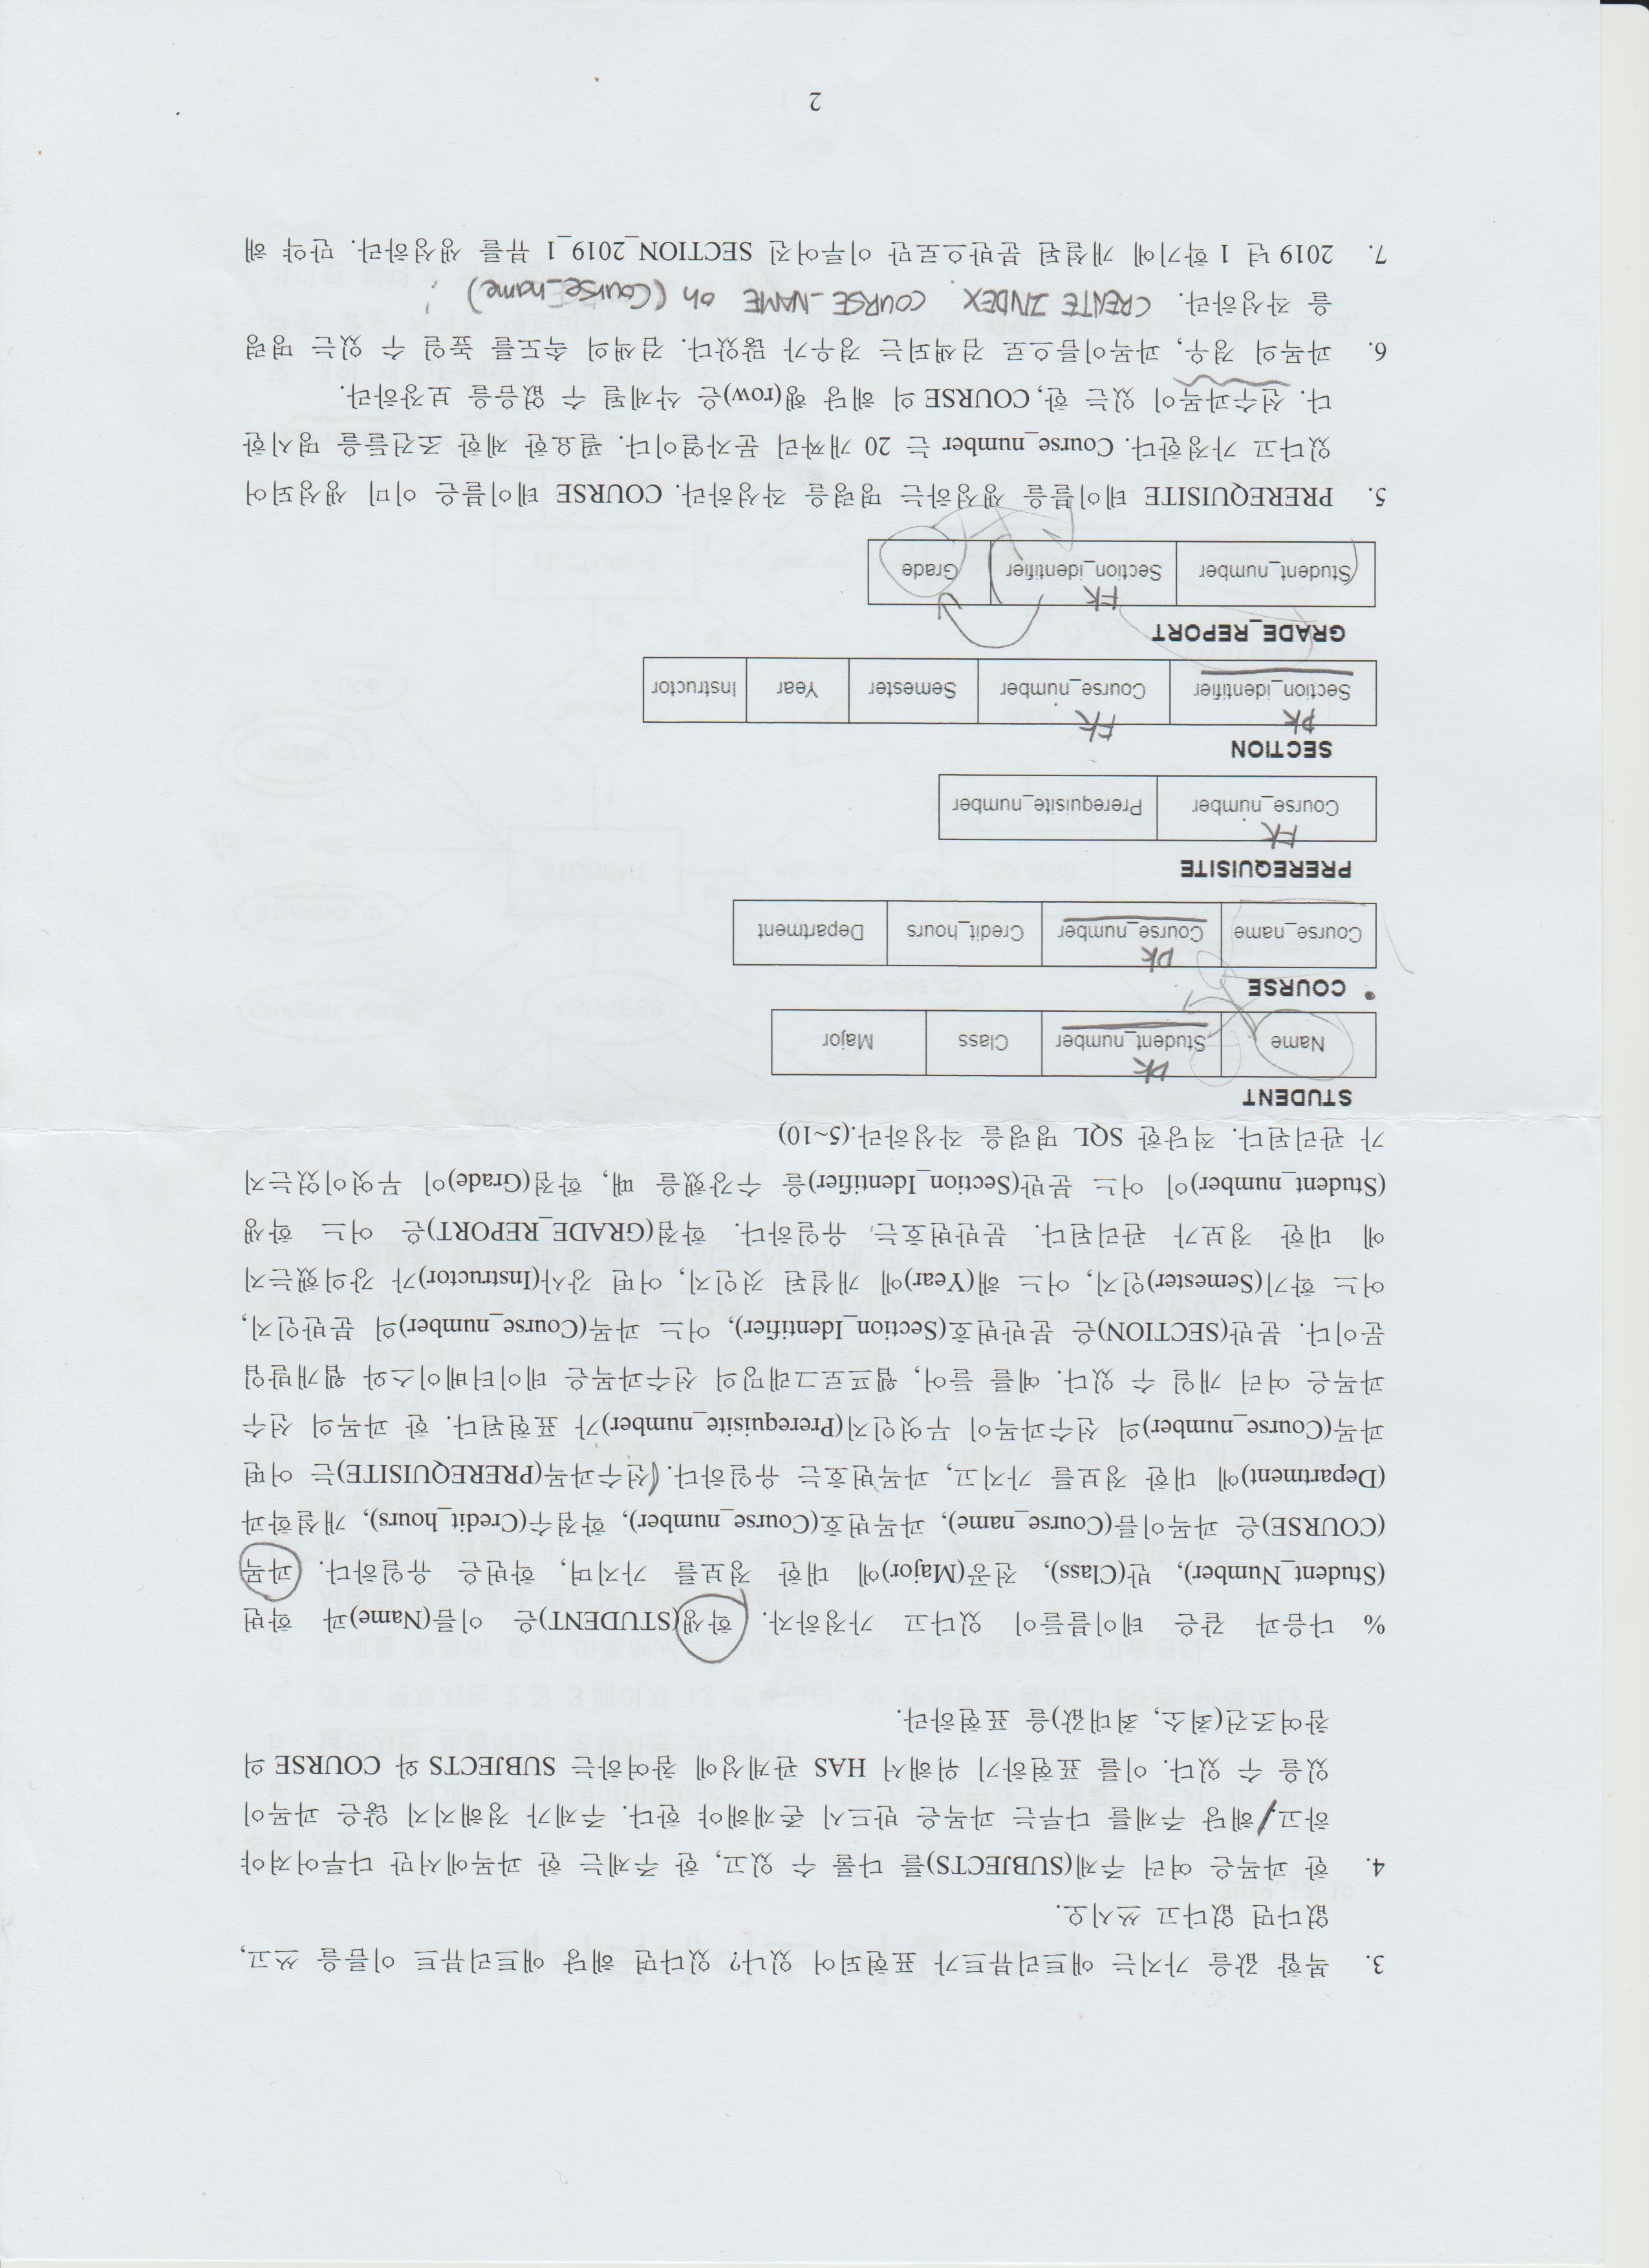 3. 복합 값을 가지는 애트리뷰트가 표현되어 있나? 있다면 해당 애트리뷰트 이름을 쓰고,
없다면 없다고 쓰시오.
4. 한 과목은 여러 주제(SUBJECTS)를 다룰 수 있고, 한 주제는 한 과목에서만 다루어져야
하고, 해당 주제를 다루는 과목은 반드시 존재해야 한다. 주제가 정해지지 않은 과목이
있을 수 있다. 이를 표현하기 위해서 HAS 관계성에 참여하는 SUBJECTS 와 COURSE 의
참여조건(최소, 최대값)을 표현하라.
% 다음과 같은 테이블들이 있다고 가정하자. 학생(STUDENT)은 이름(Name)과 학번
(Student_Number), 반(Class), 전공(Major)에 대한 정보를 가지며, 학번은 유일하다. 과목
(COURSE)은 과목이름(Course_name), 과목번호(Course_number), 학점수(Credit_hours), 개설학과
(Department)에 대한 정보를 가지고, 과목번호는 유일하다. 선수과목(PREREQUISITE)는 어떤
과목(Course_number)의 선수과목이 무엇인지(Prerequisite_number)가 표현된다. 한 과목의 선수
과목은 여러 개일 수 있다. 예를 들어, 웹프로그래밍의 선수과목은 데이터베이스와 웹개발입
문이다. 분반(SECTION)은 분반번호(Section_Identifier), 어느 과목(Course_number)의 분반인지,
어느 학기(Semester)인지, 어느 해(Year)에 개설된 것인지, 어떤 강사(Instructor)가 강의했는지
에 대한 정보가 관리된다. 분반번호는 유일하다. 학점(GRADE_REPORT)은 어느 학생
(Student_number)이 어느 분반(Section_Identifier)을 수강했을 때, 학점(Grade)이 무엇이었는지
가 관리된다. 적당한 SQL 명령을 작성하라.(5~10)
STUDENT
PK
Name Student_number Class Major
COURSE
PK
Course_name Course_number Credit_hours Department
PREREQUISITE
FK
Course_number Prerequisite_number
SECTION
PK FK
Section_identifier Course_number Semester Year Instructor
GRADE_REPORT
FK
Student_number Section_identifier Grade
5. PREREQUISITE 테이블을 생성하는 명령을 작성하라. COURSE 테이블은 이미 생성되어
있다고 가정한다. Course_number 는 20 개짜리 문자열이다. 필요한 제한 조건들을 명시한
다. 선수과목이 있는 한, COURSE 의 해당 행(row)은 삭제될 수 없음을 보장하라.
6. 과목의 경우, 과목이름으로 검색되는 경우가 많았다. 검색의 속도를 높일 수 있는 명령
을 작성하라. CREATE INDEX COURSE_NAME on (Course_name) ;
7. 2019 년 1 학기에 개설된 분반으로만 이루어진 SECTION_2019_1 뷰를 생성하라. 만약 해
2